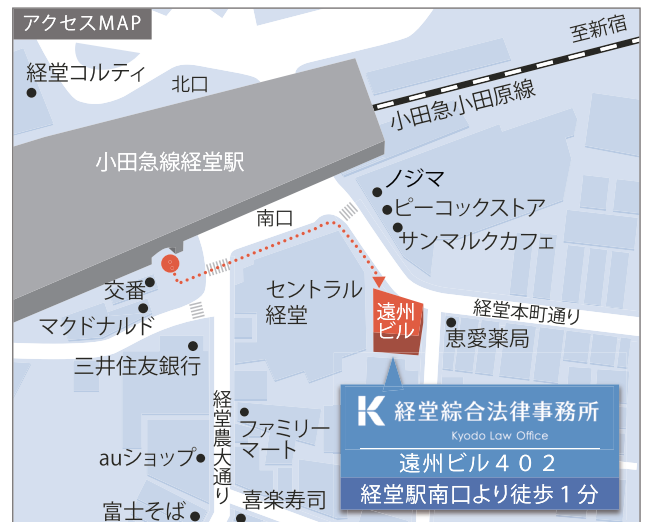 アクセスMAP
至新宿
経堂コルティ
北口
小田急小田原線
小田急線経堂駅
ノジマ
ピーコックストア
南口
サンマルクカフェ
交番
セントラル
経堂
遠州
ビル
経堂本町通り
マクドナルド
恵愛薬局
三井住友銀行
経堂農大通り
ファミリー
マート
auショップ
富士そば
喜楽寿司
K 経堂綜合法律事務所
Kyodo Law Office
遠州ビル402
経堂駅南口より徒歩1分